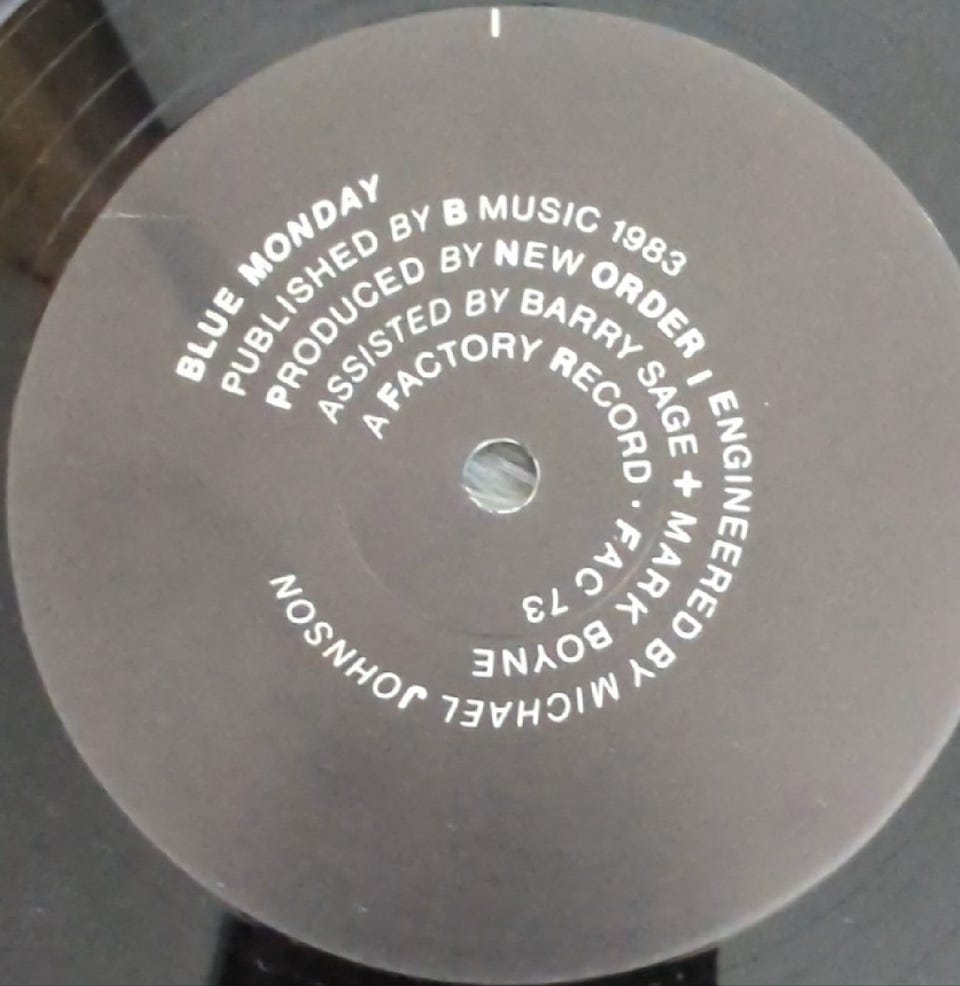 BLUE MONDAY
PUBLISHED BY B MUSIC 1983
PRODUCED BY NEW ORDER / ENGINEERED BY MICHAEL JOHNSON
ASSISTED BY BARRY SAGE + MARK BOYNE
A FACTORY RECORD · FAC 73